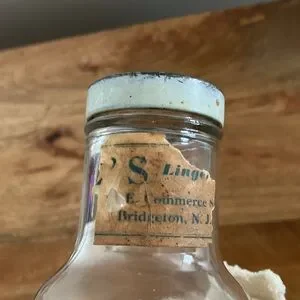 'S Linge
E. Commerce S
Bridgeton, N. J.